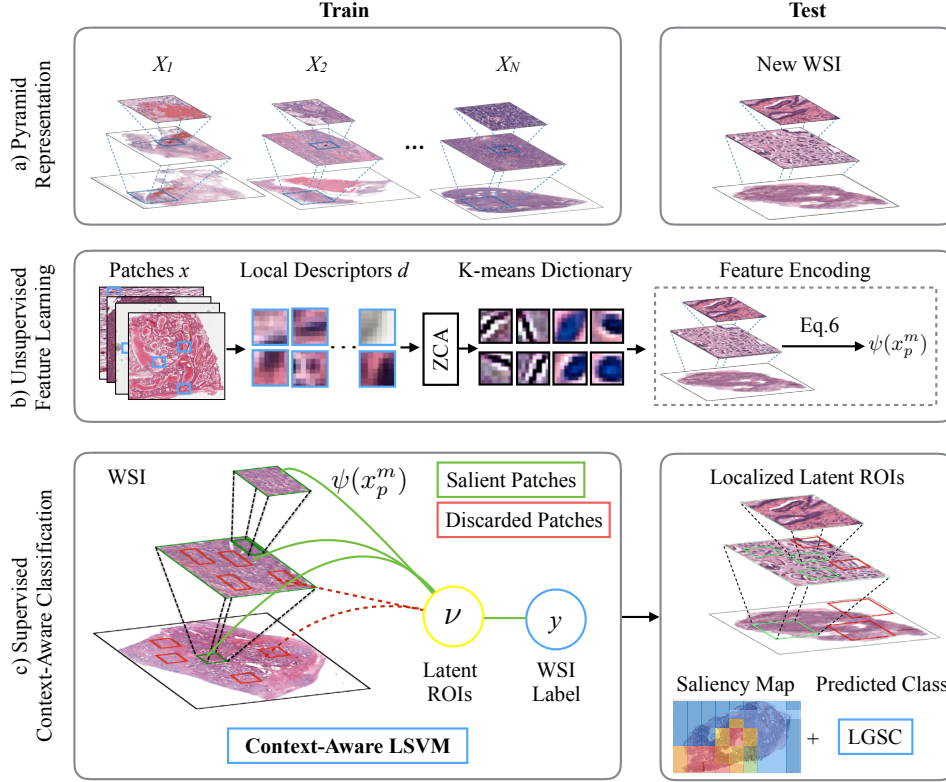 Train
Test
a) Pyramid
Representation
X1
X2
...
XN
New WSI
b) Unsupervised
Feature Learning
Patches x
Local Descriptors d
...
ZCA
K-means Dictionary
Feature Encoding
Eq.6
ψ(x_p^m)
c) Supervised
Context-Aware Classification
WSI
ψ(x_p^m)
Salient Patches
Discarded Patches
ν
y
Latent
ROIs
WSI
Label
Context-Aware LSVM
Localized Latent ROIs
Saliency Map
Predicted Class
+
LGSC